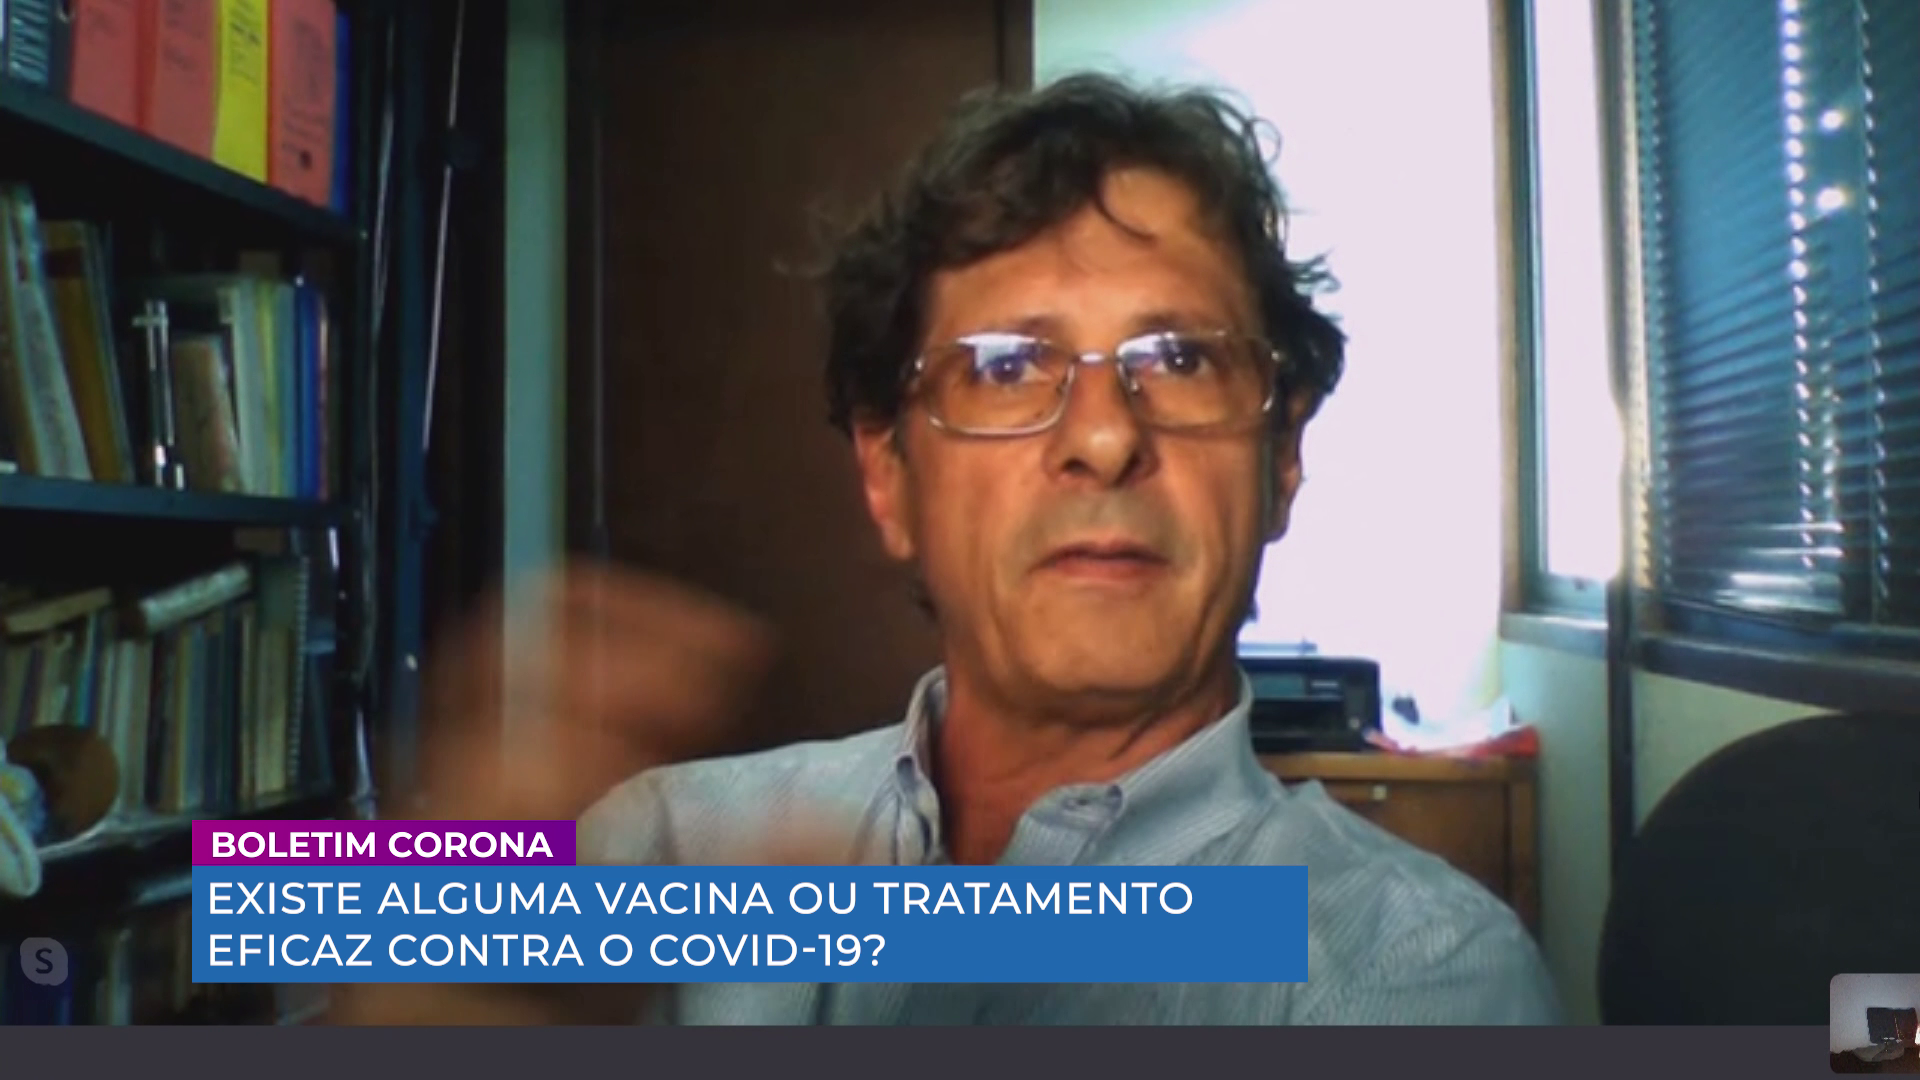 BOLETIM CORONA
EXISTE ALGUMA VACINA OU TRATAMENTO
EFICAZ CONTRA O COVID-19?
S